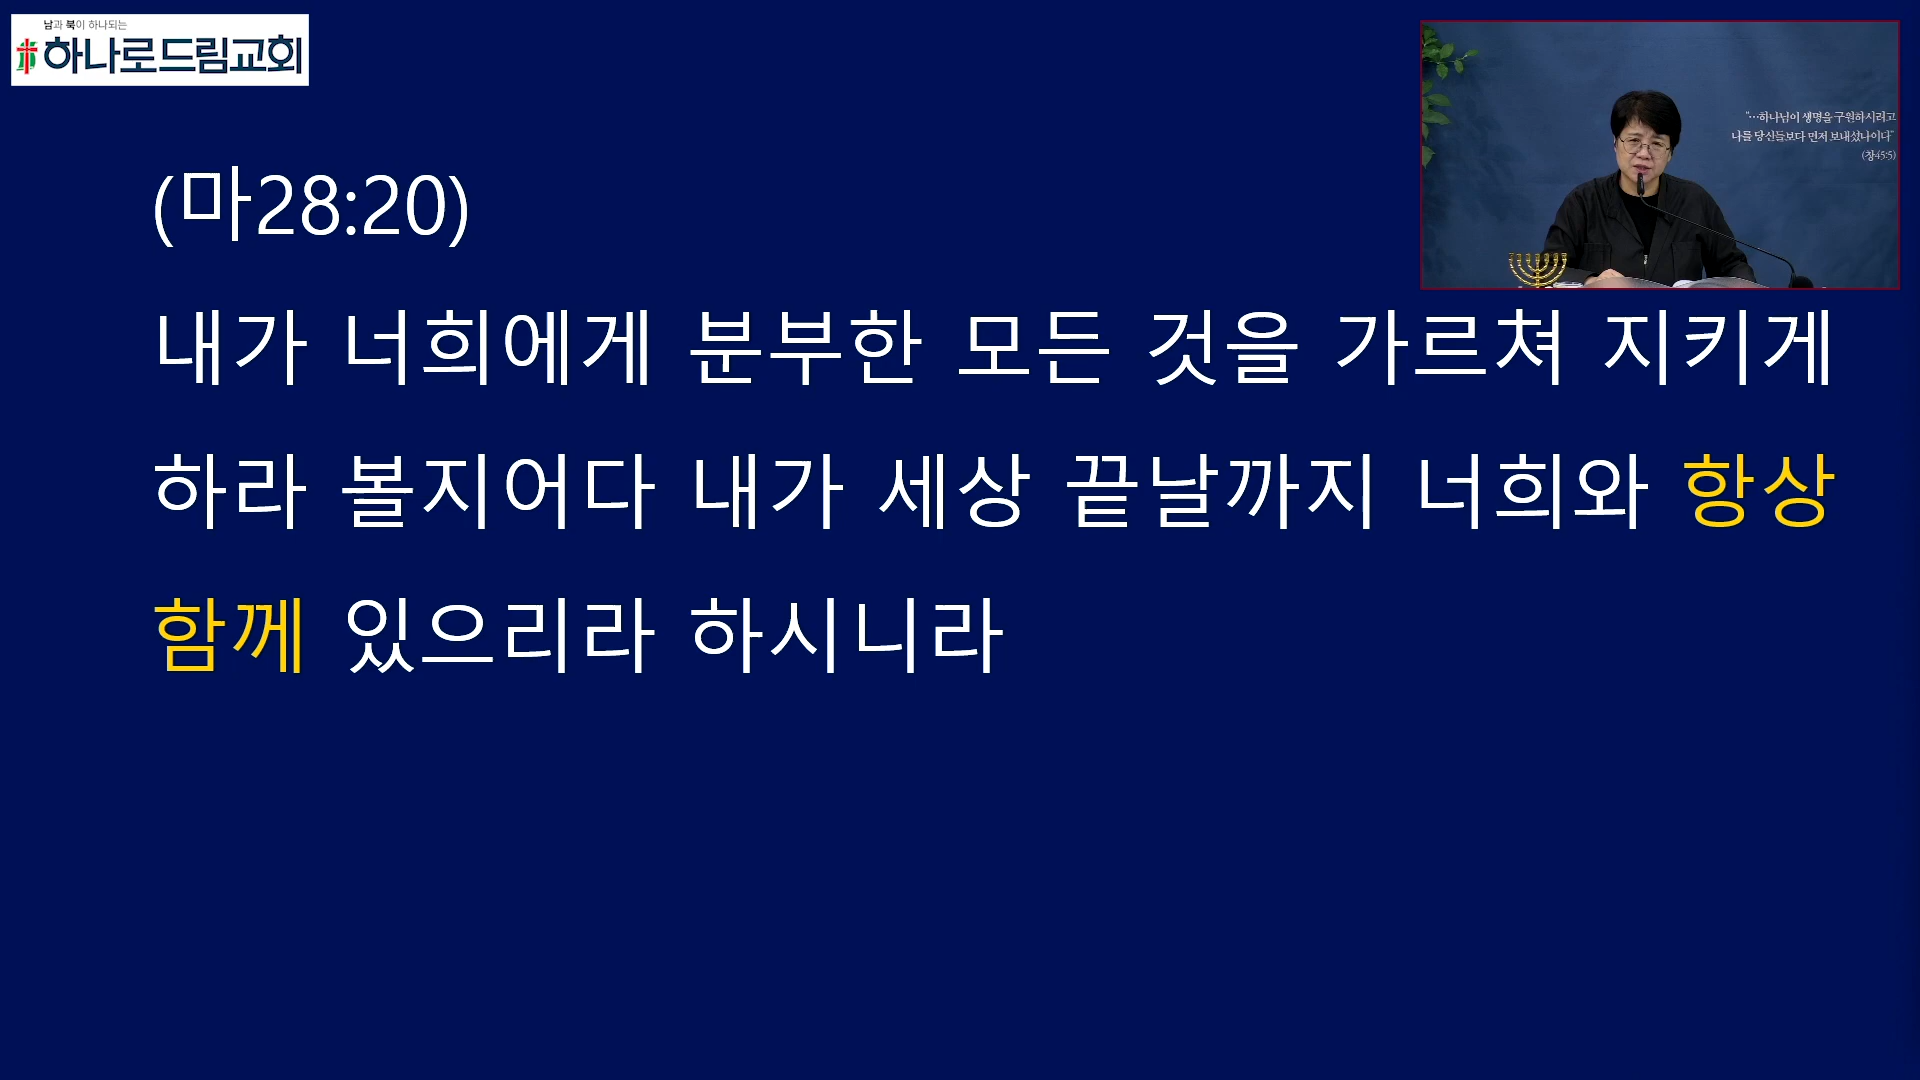 남과 북이 하나되는
하나로드림교회
"…하나님이 생명을 구원하시려고
나를 당신들보다 먼저 보내셨나이다"
(창45:5)
(마28:20)
내가 너희에게 분부한 모든 것을 가르쳐 지키게
하라 볼지어다 내가 세상 끝날까지 너희와 항상
함께 있으리라 하시니라